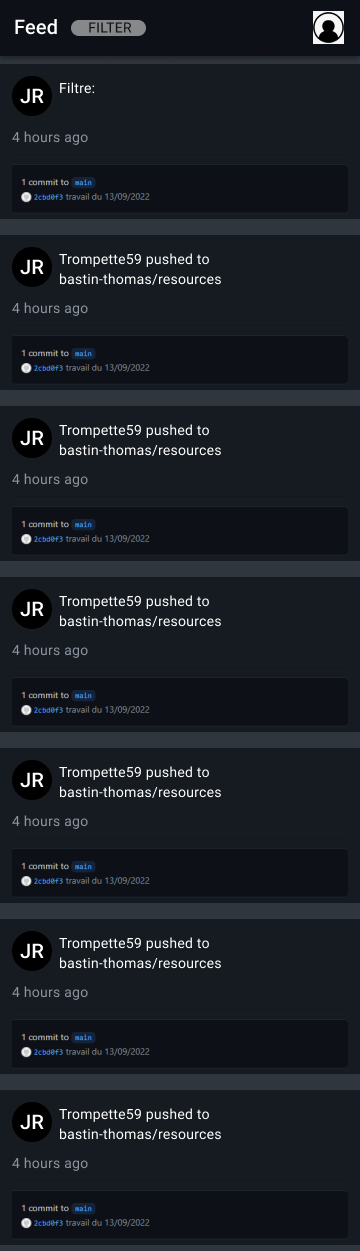 Feed FILTER
JR Filtre:
4 hours ago
1 commit to main
2cbd0f3 travail du 13/09/2022
JR Trompette59 pushed to
bastin-thomas/resources
4 hours ago
1 commit to main
2cbd0f3 travail du 13/09/2022
JR Trompette59 pushed to
bastin-thomas/resources
4 hours ago
1 commit to main
2cbd0f3 travail du 13/09/2022
JR Trompette59 pushed to
bastin-thomas/resources
4 hours ago
1 commit to main
2cbd0f3 travail du 13/09/2022
JR Trompette59 pushed to
bastin-thomas/resources
4 hours ago
1 commit to main
2cbd0f3 travail du 13/09/2022
JR Trompette59 pushed to
bastin-thomas/resources
4 hours ago
1 commit to main
2cbd0f3 travail du 13/09/2022
JR Trompette59 pushed to
bastin-thomas/resources
4 hours ago
1 commit to main
2cbd0f3 travail du 13/09/2022